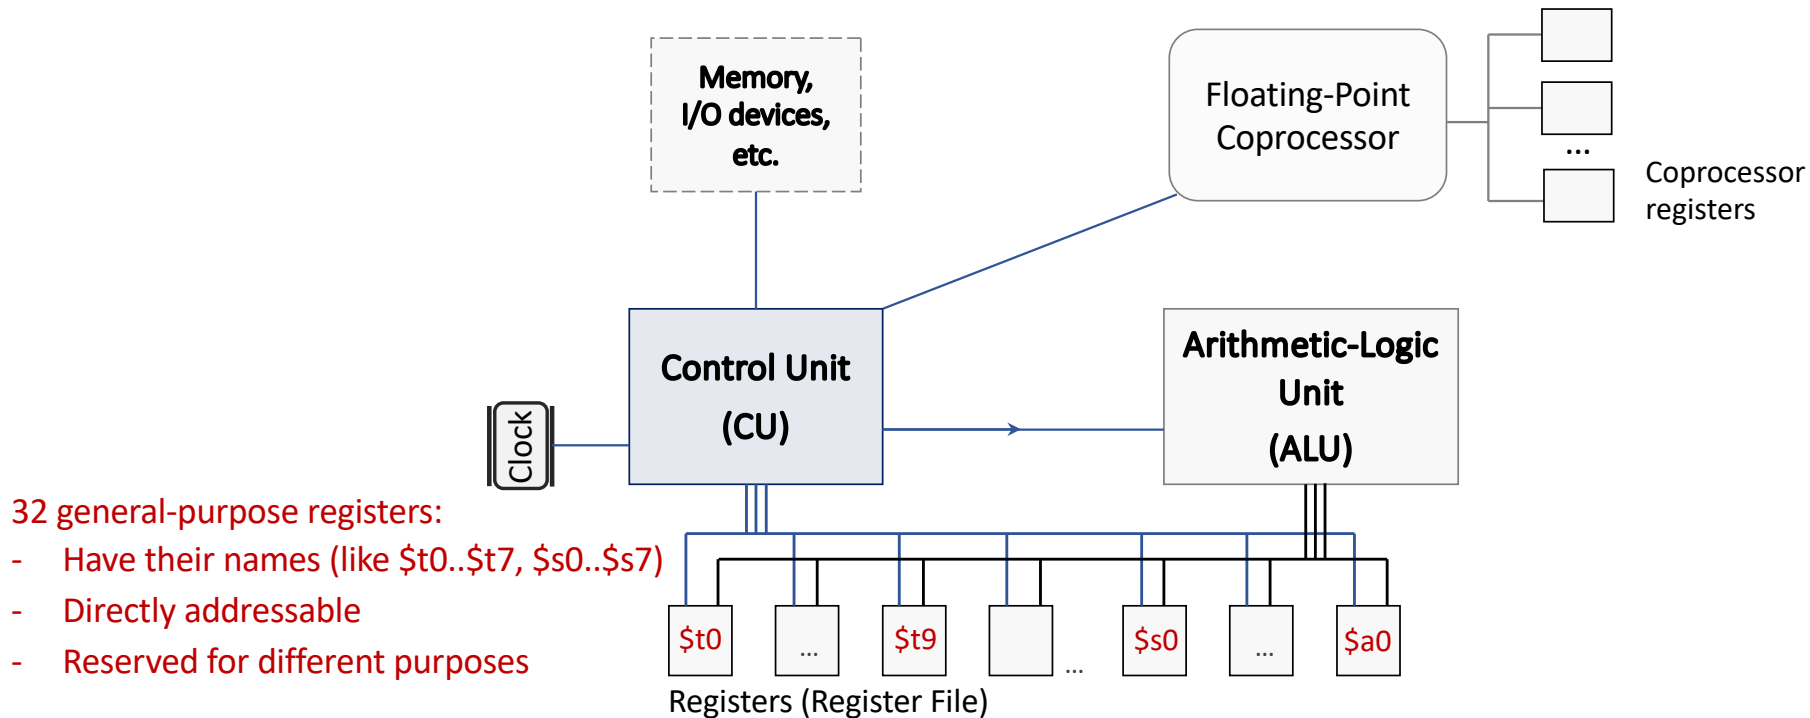 Memory,
I/O devices,
etc.
Floating-Point
Coprocessor
...
Coprocessor
registers
Control Unit
(CU)
Arithmetic-Logic
Unit
(ALU)
Clock
32 general-purpose registers:
- Have their names (like $t0..$t7, $s0..$s7)
- Directly addressable
- Reserved for different purposes
$t0
...
$t9
...
$s0
...
$a0
Registers (Register File)